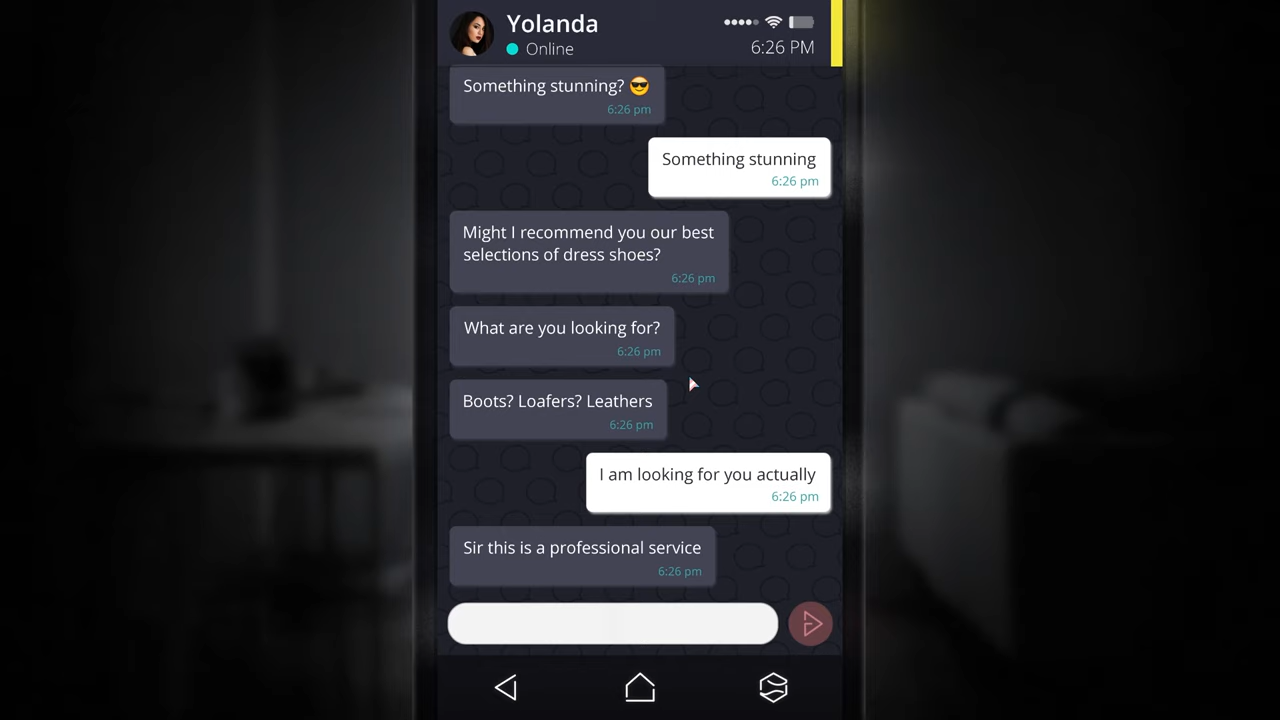 Yolanda
Online
6:26 PM
Something stunning? 😎
6:26 pm
Something stunning
6:26 pm
Might I recommend you our best
selections of dress shoes?
6:26 pm
What are you looking for?
6:26 pm
Boots? Loafers? Leathers
6:26 pm
I am looking for you actually
6:26 pm
Sir this is a professional service
6:26 pm